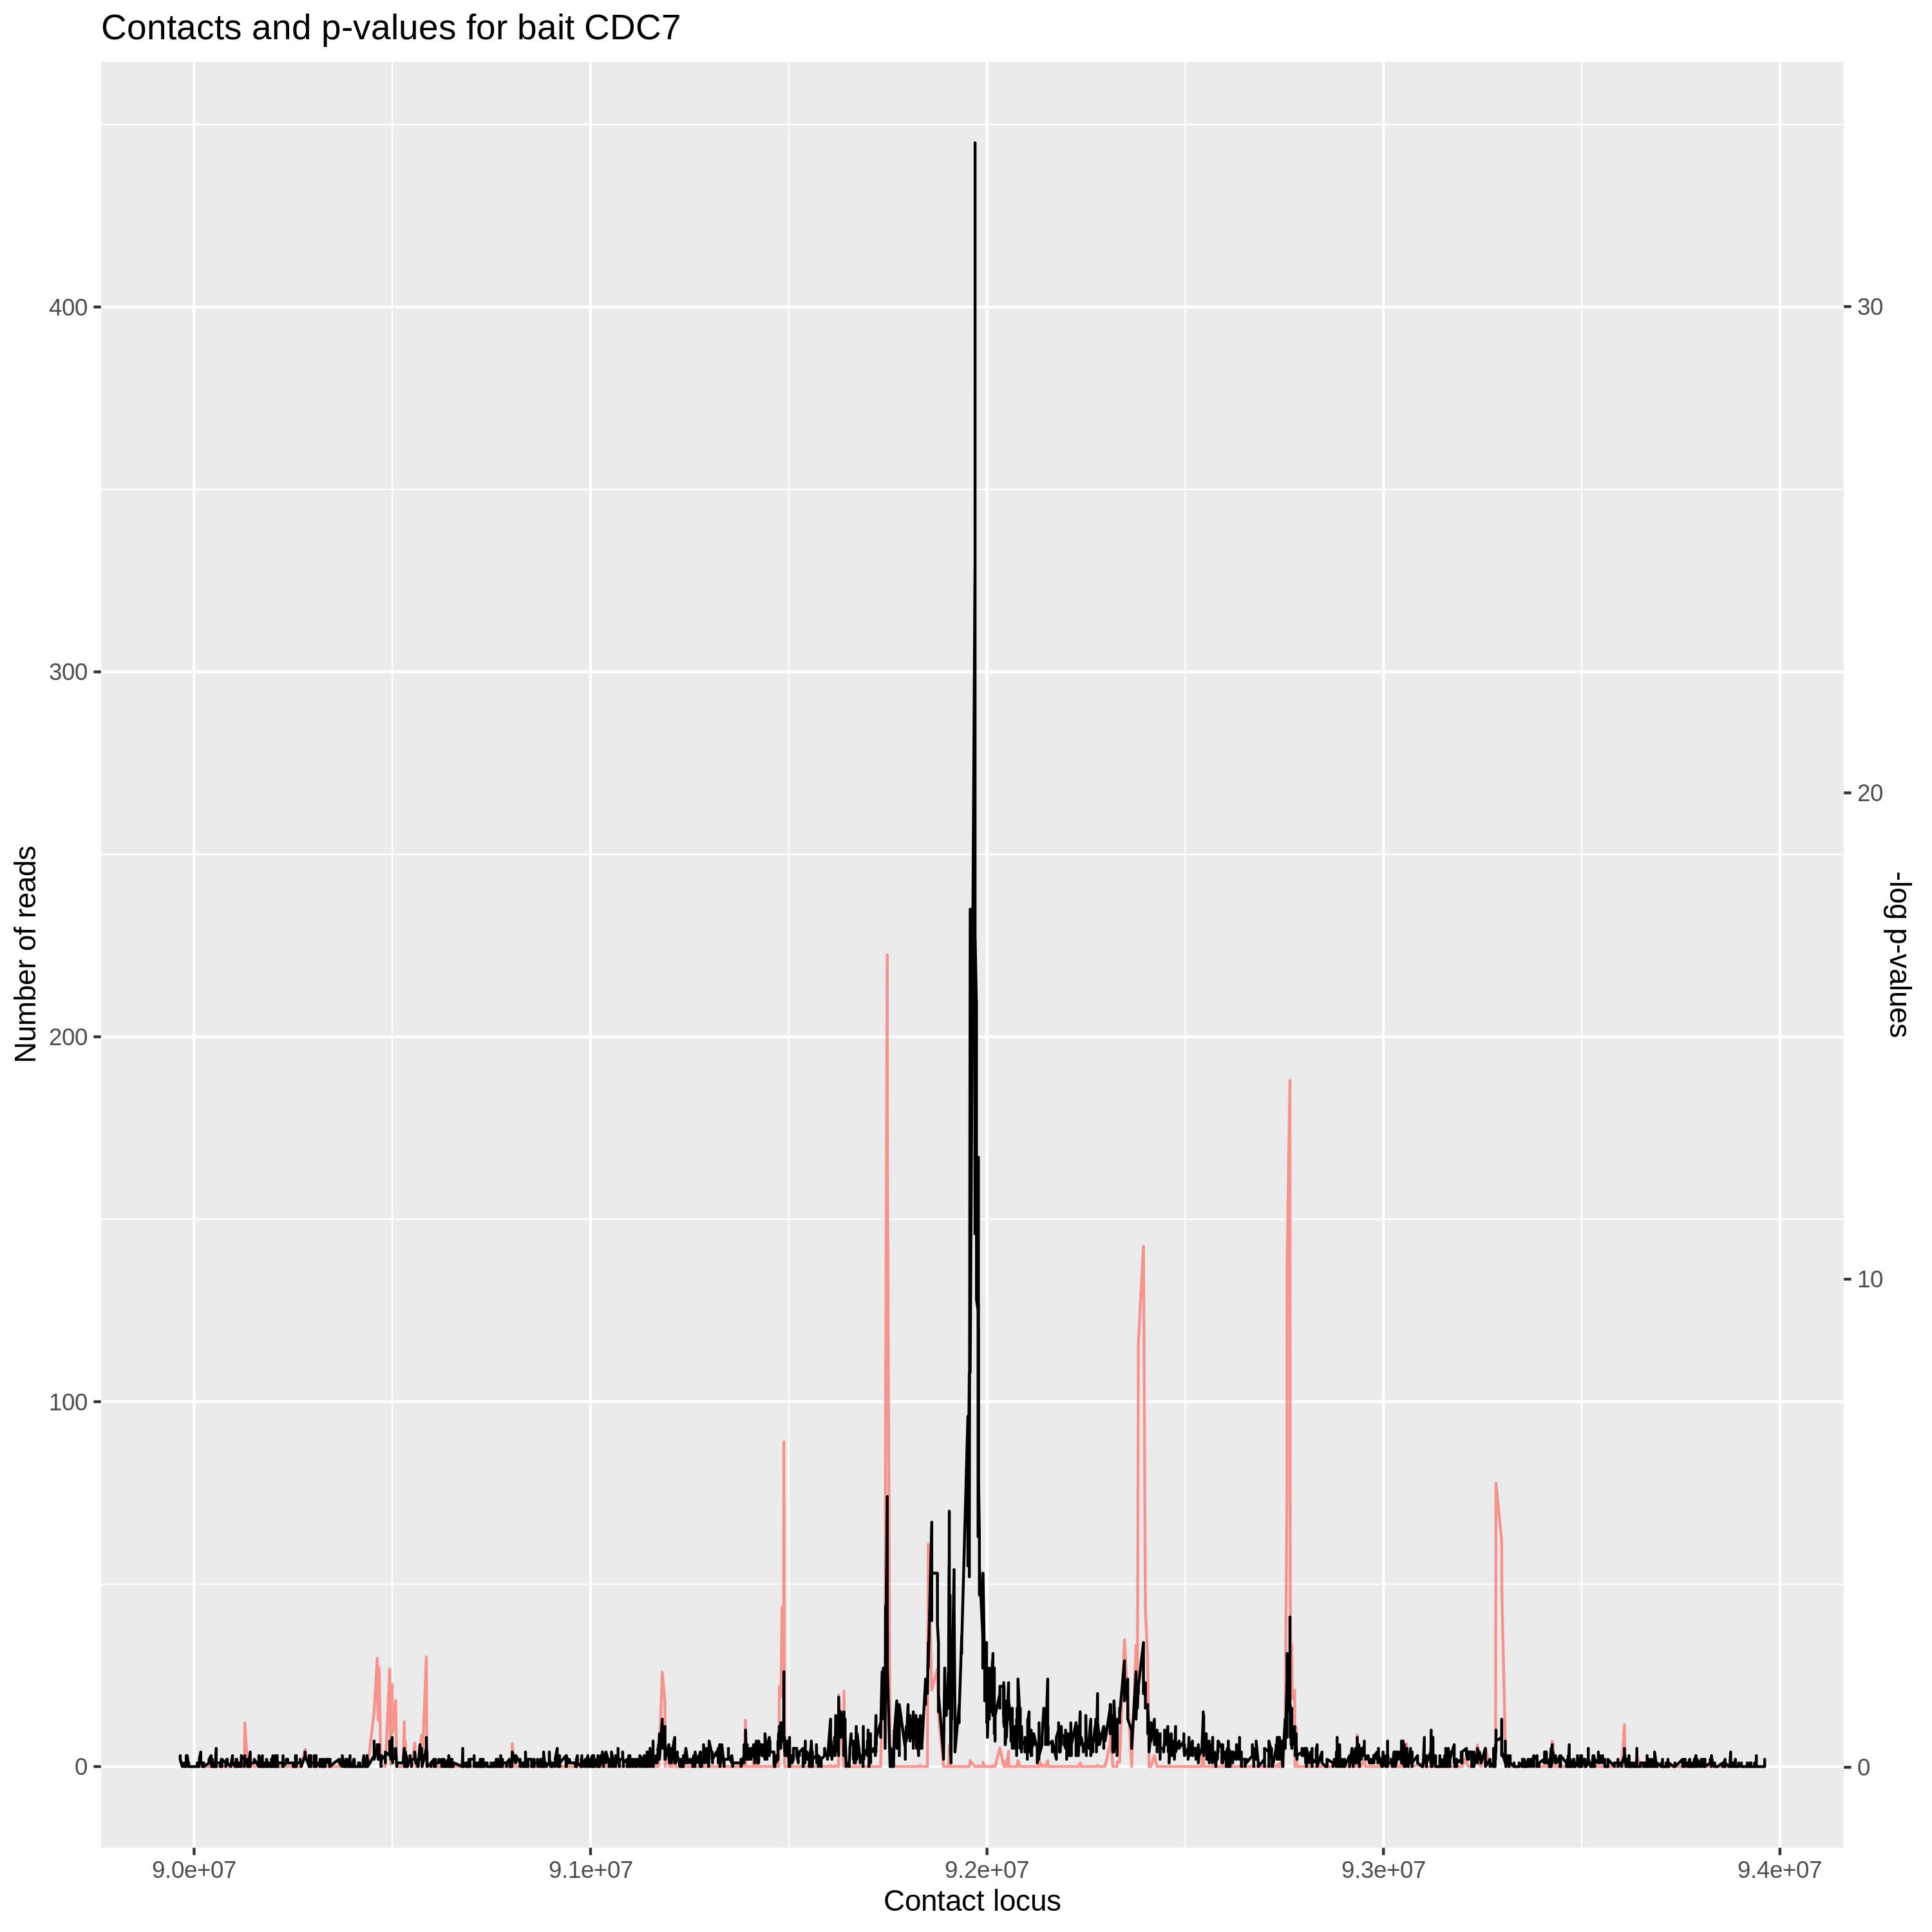 Contacts and p-values for bait CDC7
Number of reads
400
300
200
100
0
30
20
10
0
-log p-values
9.0e+07
9.1e+07
9.2e+07
9.3e+07
9.4e+07
Contact locus